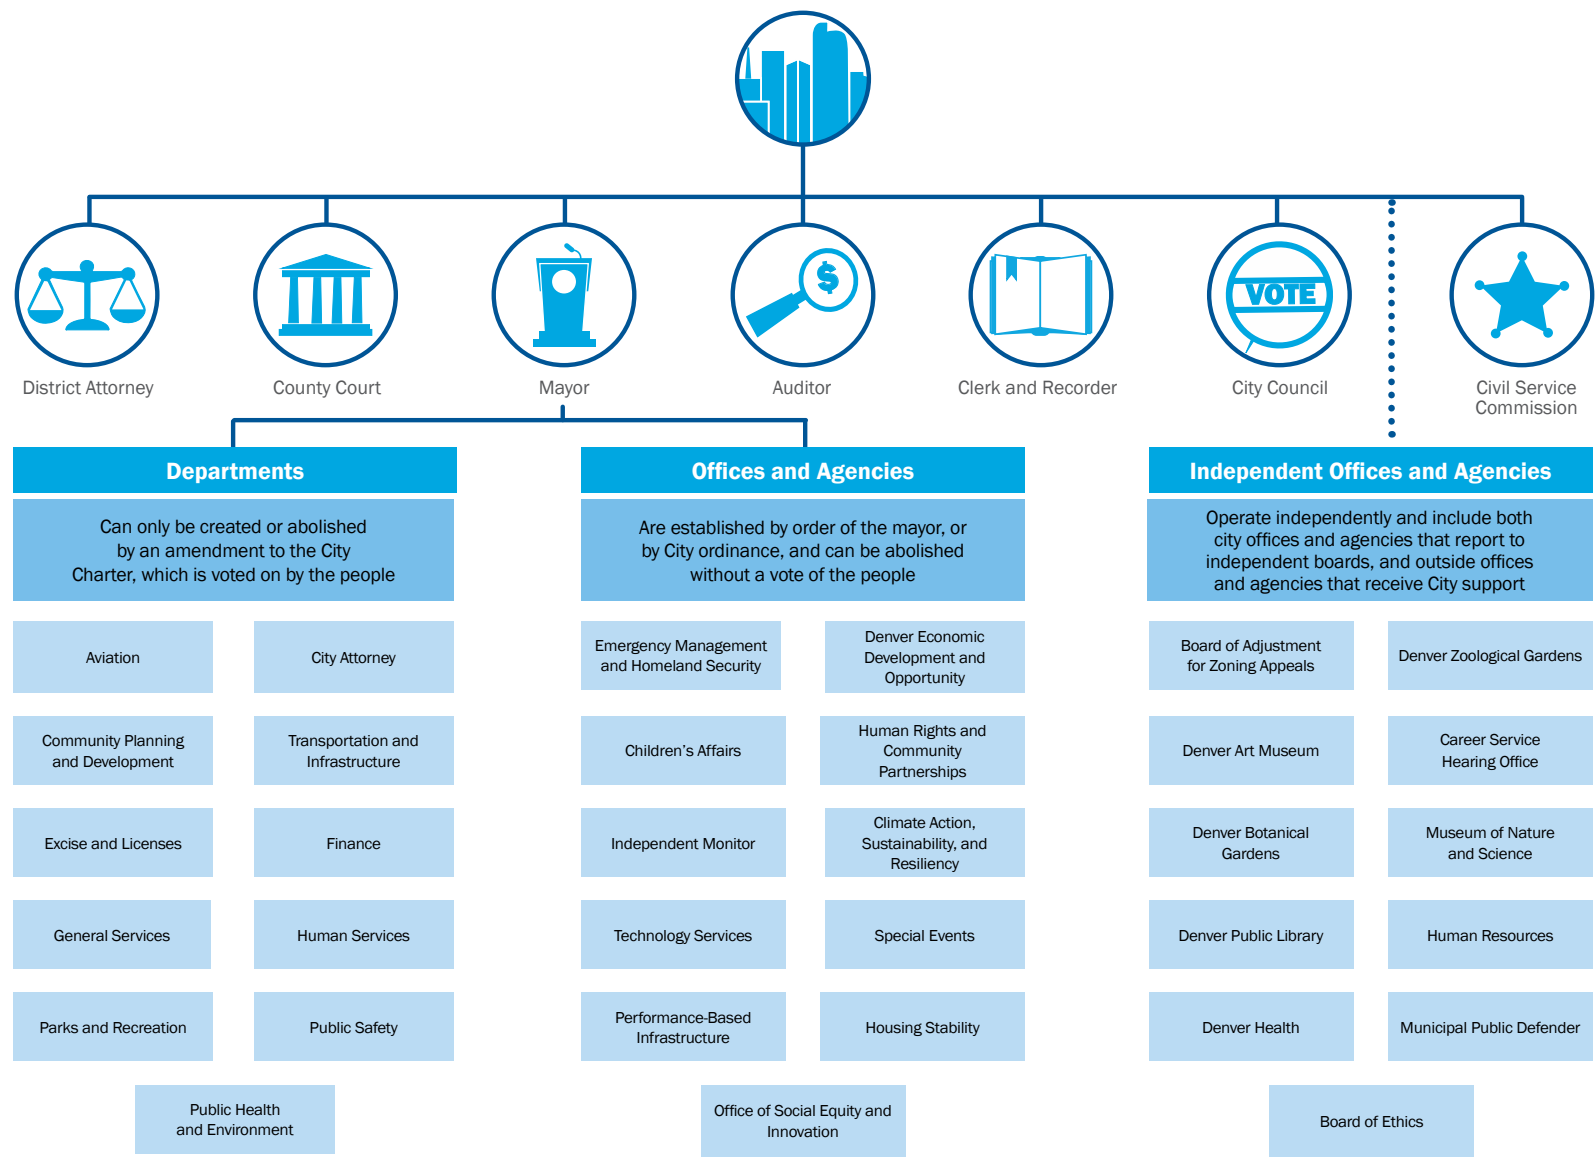 District Attorney
County Court
Mayor
Auditor
Clerk and Recorder
VOTE
City Council
Civil Service
Commission
Departments
Can only be created or abolished
by an amendment to the City
Charter, which is voted on by the people
Aviation
City Attorney
Community Planning
and Development
Transportation and
Infrastructure
Excise and Licenses
Finance
General Services
Human Services
Parks and Recreation
Public Safety
Public Health
and Environment
Offices and Agencies
Are established by order of the mayor, or
by City ordinance, and can be abolished
without a vote of the people
Emergency Management
and Homeland Security
Denver Economic
Development and
Opportunity
Children's Affairs
Human Rights and
Community
Partnerships
Independent Monitor
Climate Action,
Sustainability, and
Resiliency
Technology Services
Special Events
Performance-Based
Infrastructure
Housing Stability
Office of Social Equity and
Innovation
Independent Offices and Agencies
Operate independently and include both
city offices and agencies that report to
independent boards, and outside offices
and agencies that receive City support
Board of Adjustment
for Zoning Appeals
Denver Zoological Gardens
Denver Art Museum
Career Service
Hearing Office
Denver Botanical
Gardens
Museum of Nature
and Science
Denver Public Library
Human Resources
Denver Health
Municipal Public Defender
Board of Ethics
$